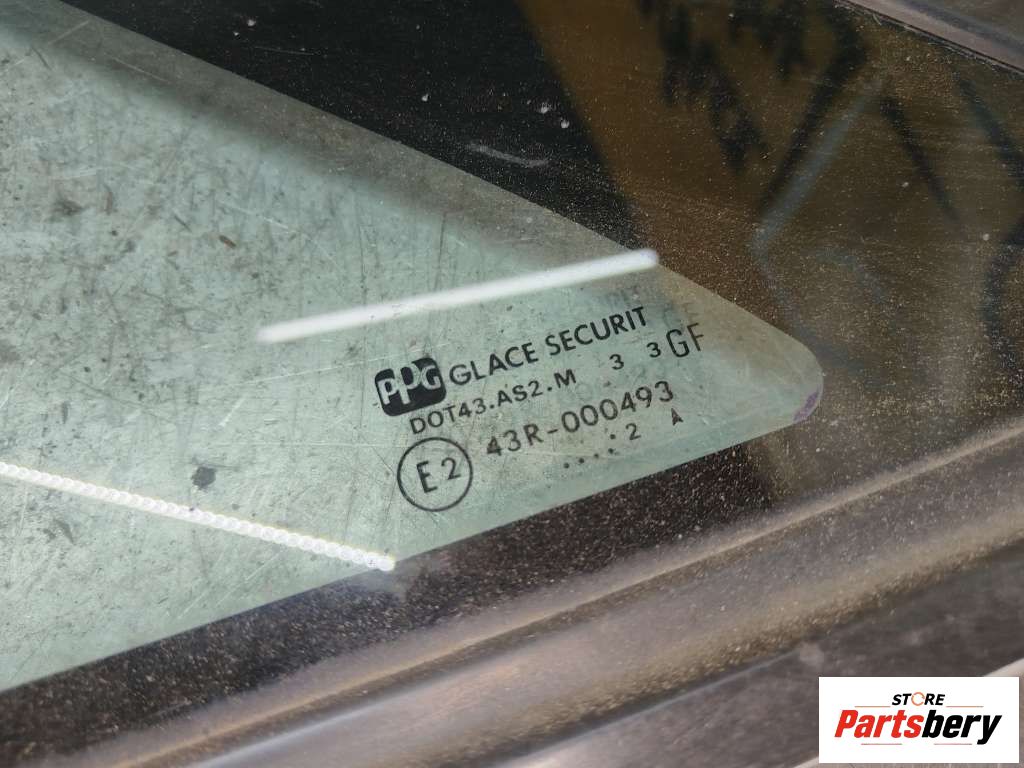 PPG GLACE SECURIT
DOT43.AS2.M 3 3 GF
E2 43R-000493
....: 2 A
STORE
Partsbery